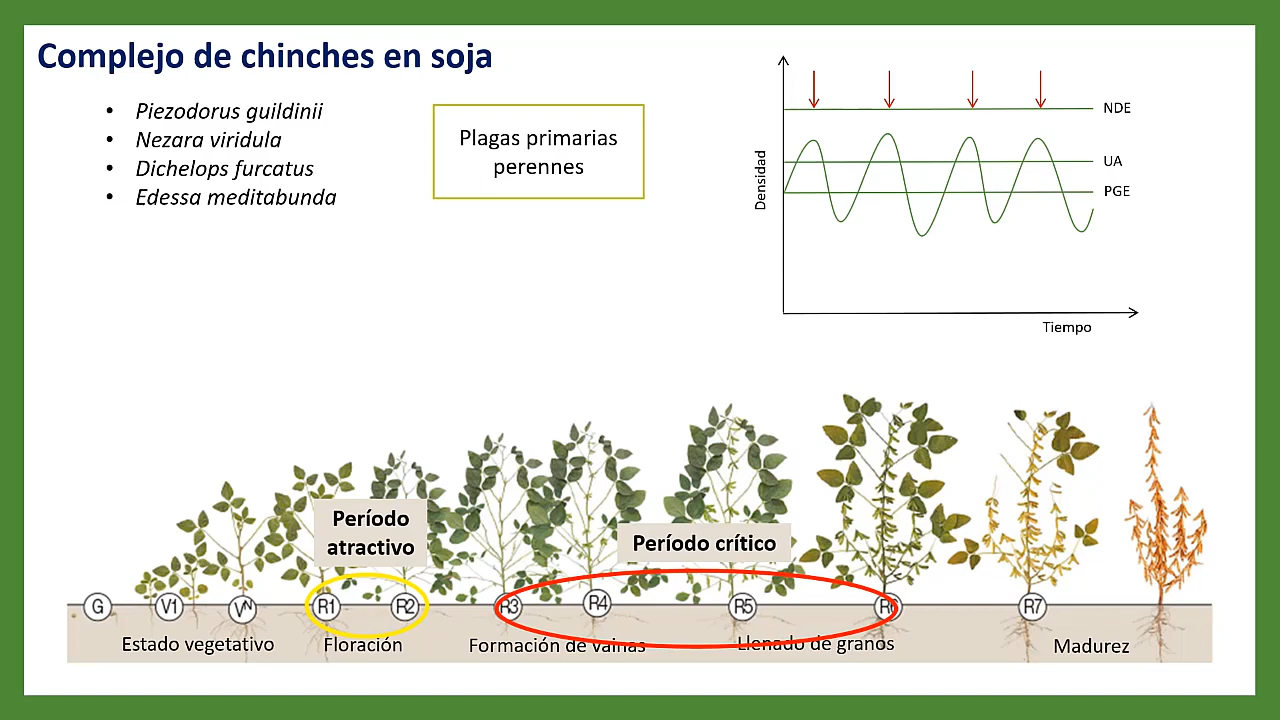 Complejo de chinches en soja
• Piezodorus guildinii
• Nezara viridula
• Dichelops furcatus
• Edessa meditabunda
Plagas primarias
perennes
NDE
UA
PGE
Densidad
Tiempo
Período
atractivo
Período crítico
G
V1
VN
R1
R2
R3
R4
R5
R6
R7
Estado vegetativo
Floración
Formación de vainas
Llenado de granos
Madurez